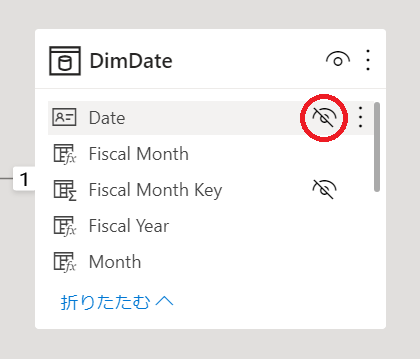 DimDate
Date
Fiscal Month
1
Fiscal Month Key
Fiscal Year
Month
折りたたむ